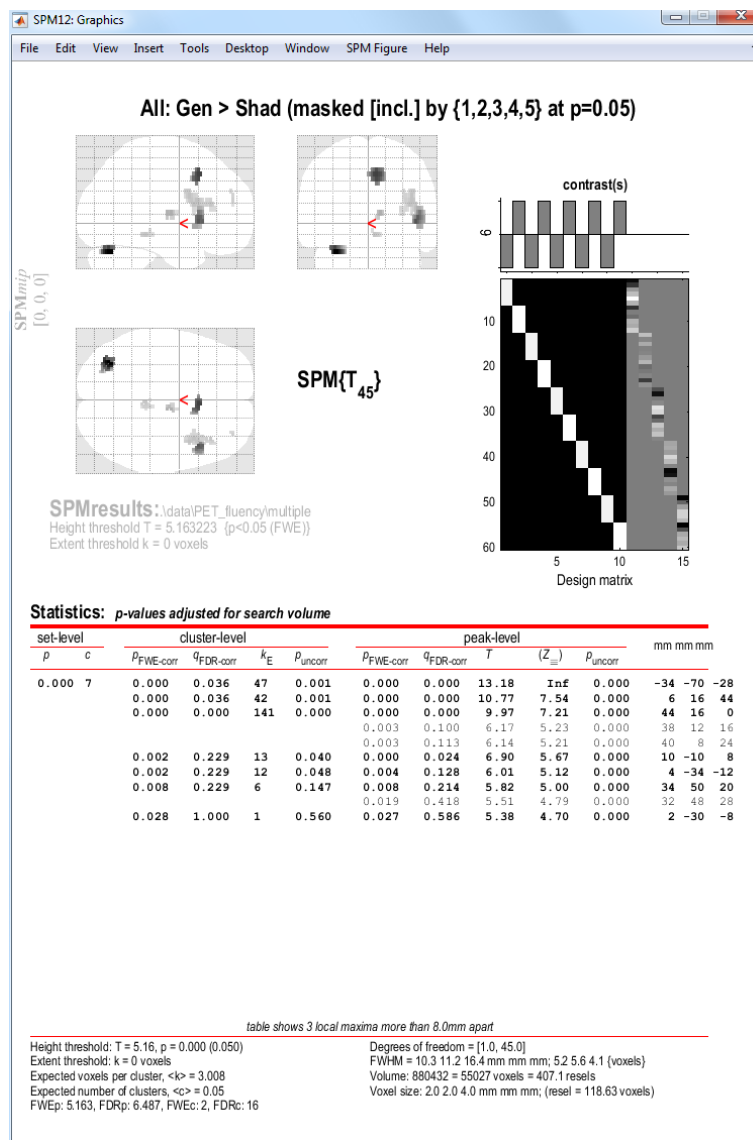 SPM12: Graphics
File Edit View Insert Tools Desktop Window SPM Figure Help
All: Gen > Shad (masked [incl.] by {1,2,3,4,5} at p=0.05)
SPMmip
[0, 0, 0]
<
<
<
SPM{T45}
contrast(s)
6
10
20
30
40
50
60
5 10 15
Design matrix
SPMresults: .\data\PET_fluency\multiple
Height threshold T = 5.163223 {p<0.05 (FWE)}
Extent threshold k = 0 voxels
Statistics: p-values adjusted for search volume
set-level cluster-level peak-level mm mm mm
p c pFWE-corr qFDR-corr kE puncorr pFWE-corr qFDR-corr T (Z≡) puncorr
0.000 7 0.000 0.036 47 0.001 0.000 0.000 13.18 Inf 0.000 -34 -70 -28
0.000 0.036 42 0.001 0.000 0.000 10.77 7.54 0.000 6 16 44
0.000 0.000 141 0.000 0.000 0.000 9.97 7.21 0.000 44 16 0
0.003 0.100 6.17 5.23 0.000 38 12 16
0.003 0.113 6.14 5.21 0.000 40 8 24
0.002 0.229 13 0.040 0.000 0.024 6.90 5.67 0.000 10 -10 8
0.002 0.229 12 0.048 0.004 0.128 6.01 5.12 0.000 4 -34 -12
0.008 0.229 6 0.147 0.008 0.214 5.82 5.00 0.000 34 50 20
0.019 0.418 5.51 4.79 0.000 32 48 28
0.028 1.000 1 0.560 0.027 0.586 5.38 4.70 0.000 2 -30 -8
table shows 3 local maxima more than 8.0mm apart
Height threshold: T = 5.16, p = 0.000 (0.050)
Extent threshold: k = 0 voxels
Expected voxels per cluster, <k> = 3.008
Expected number of clusters, <c> = 0.05
FWEp: 5.163, FDRp: 6.487, FWEc: 2, FDRc: 16
Degrees of freedom = [1.0, 45.0]
FWHM = 10.3 11.2 16.4 mm mm mm; 5.2 5.6 4.1 {voxels}
Volume: 880432 = 55027 voxels = 407.1 resels
Voxel size: 2.0 2.0 4.0 mm mm mm; (resel = 118.63 voxels)